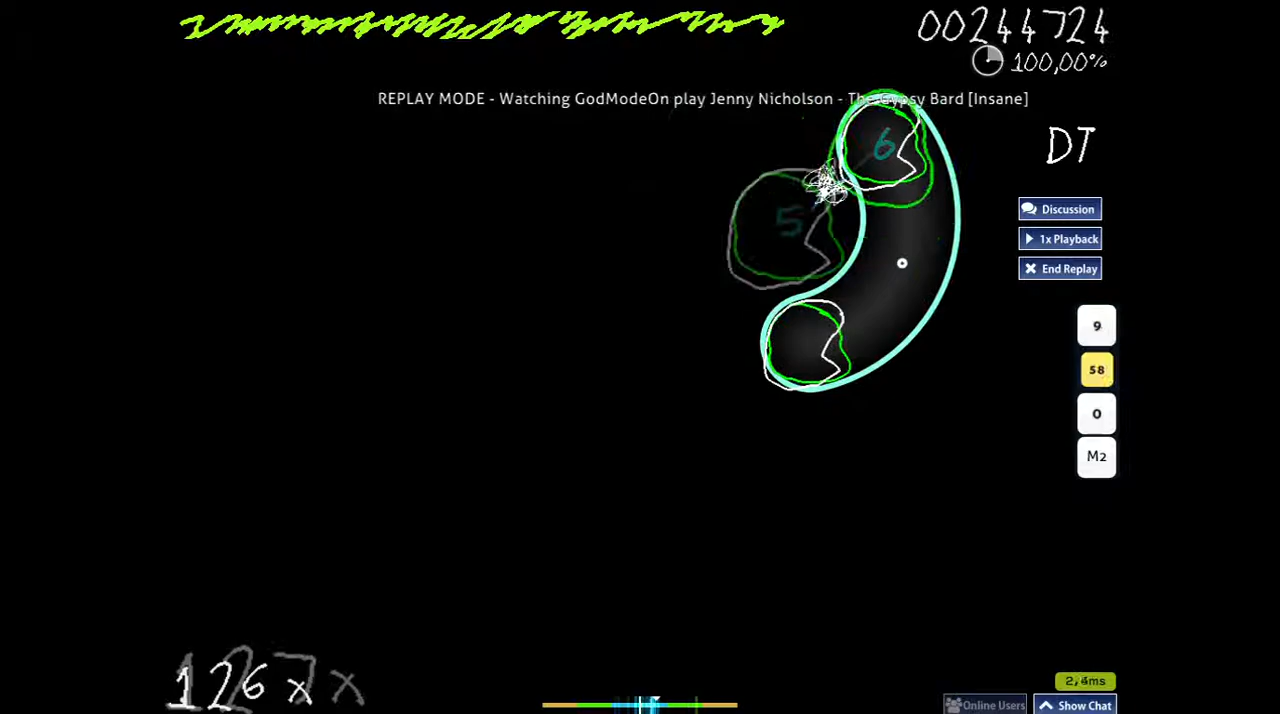 00244724
100,00%
REPLAY MODE - Watching GodModeOn play Jenny Nicholson - The Gypsy Bard [Insane]
6
DT
5
Discussion
1x Playback
End Replay
9
58
0
M2
126x
2,4ms
Online Users
Show Chat